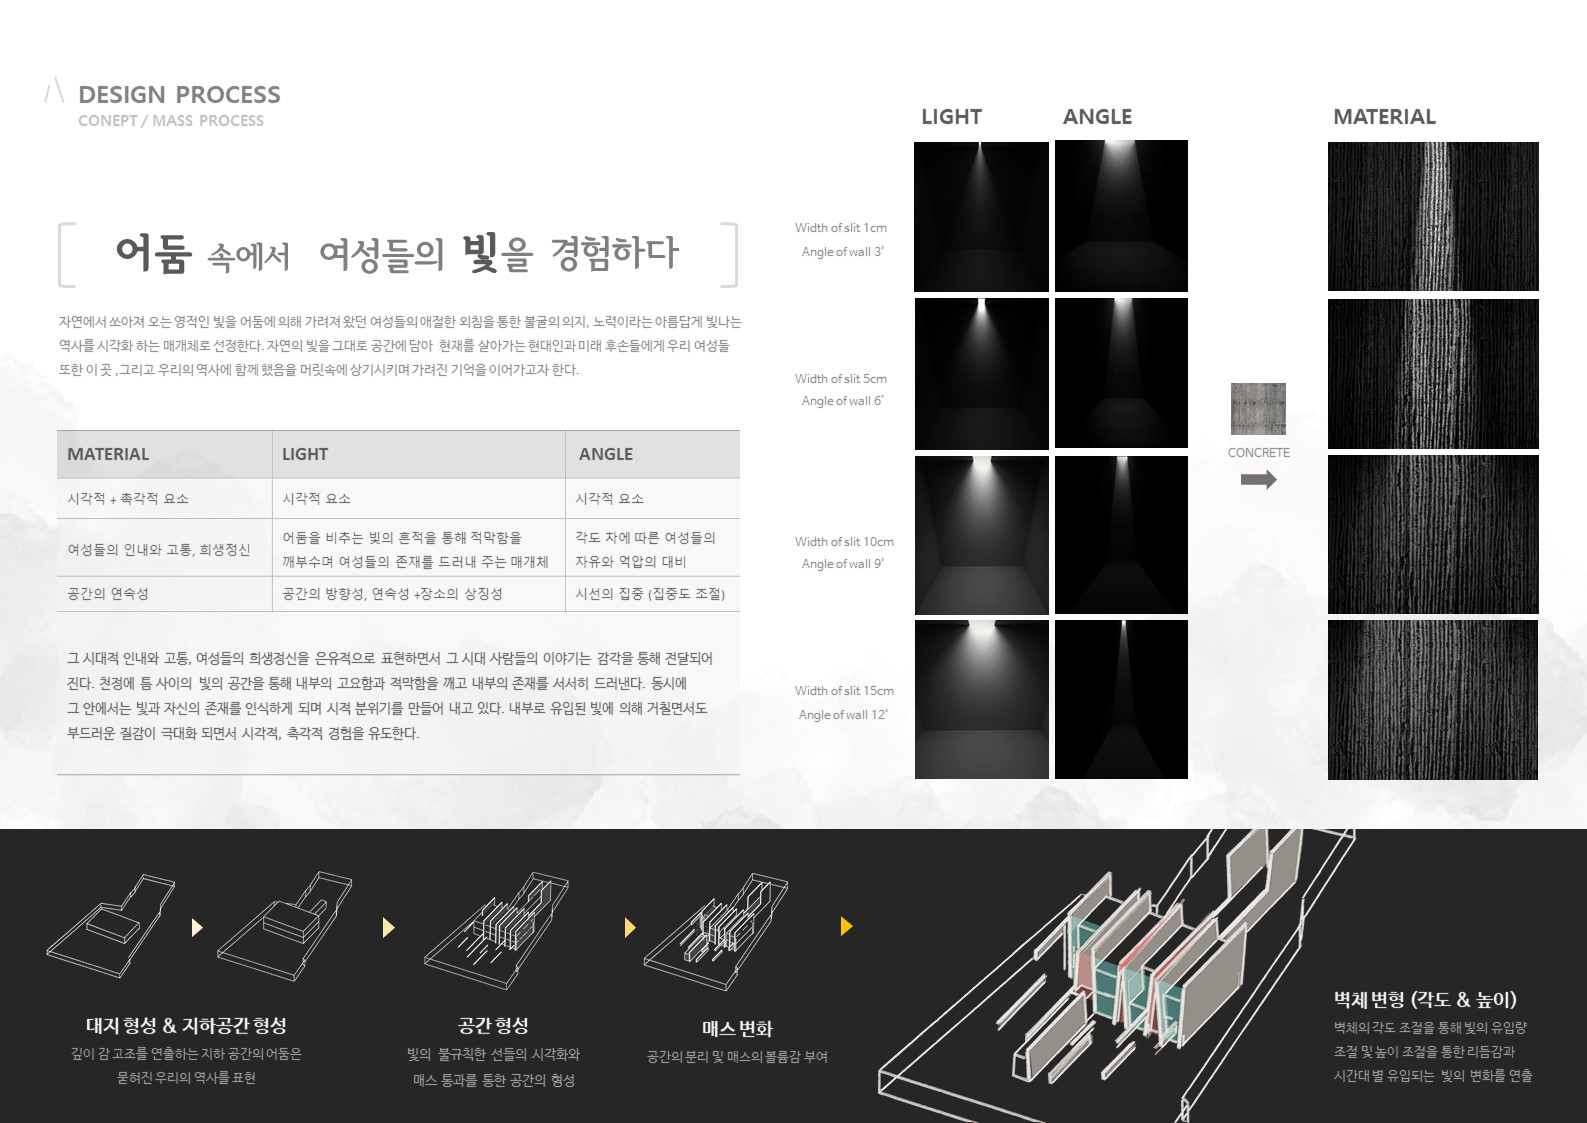 DESIGN PROCESS
CONEPT / MASS PROCESS
어둠 속에서 여성들의 빛을 경험하다
자연에서 쏘아져 오는 영적인 빛을 어둠에 의해 가려져 왔던 여성들의 애절한 외침을 통한 불굴의 의지, 노력이라는 아름답게 빛나는
역사를 시각화 하는 매개체로 선정한다. 자연의 빛을 그대로 공간에 담아 현재를 살아가는 현대인과 미래 후손들에게 우리 여성들
또한 이 곳 ,그리고 우리의 역사에 함께 했음을 머릿속에 상기시키며 가려진 기억을 이어가고자 한다.
MATERIAL LIGHT ANGLE
시각적 + 촉각적 요소 시각적 요소 시각적 요소
여성들의 인내와 고통, 희생정신
어둠을 비추는 빛의 흔적을 통해 적막함을
깨부수며 여성들의 존재를 드러내 주는 매개체
각도 차에 따른 여성들의
자유와 억압의 대비
공간의 연속성 공간의 방향성, 연속성 +장소의 상징성 시선의 집중 (집중도 조절)
그 시대적 인내와 고통, 여성들의 희생정신을 은유적으로 표현하면서 그 시대 사람들의 이야기는 감각을 통해 전달되어
진다. 천정에 틈 사이의 빛의 공간을 통해 내부의 고요함과 적막함을 깨고 내부의 존재를 서서히 드러낸다. 동시에
그 안에서는 빛과 자신의 존재를 인식하게 되며 시적 분위기를 만들어 내고 있다. 내부로 유입된 빛에 의해 거칠면서도
부드러운 질감이 극대화 되면서 시각적, 촉각적 경험을 유도한다.
LIGHT ANGLE MATERIAL
Width of slit 1cm
Angle of wall 3˚
Width of slit 5cm
Angle of wall 6˚
Width of slit 10cm
Angle of wall 9˚
Width of slit 15cm
Angle of wall 12˚
CONCRETE
대지 형성 & 지하공간 형성
깊이 감 고조를 연출하는 지하 공간의 어둠은
묻혀진 우리의 역사를 표현
공간 형성
빛의 불규칙한 선들의 시각화와
매스 통과를 통한 공간의 형성
매스 변화
공간의 분리 및 매스의 볼륨감 부여
벽체 변형 (각도 & 높이)
벽체의 각도 조절을 통해 빛의 유입량
조절 및 높이 조절을 통한 리듬감과
시간대 별 유입되는 빛의 변화를 연출